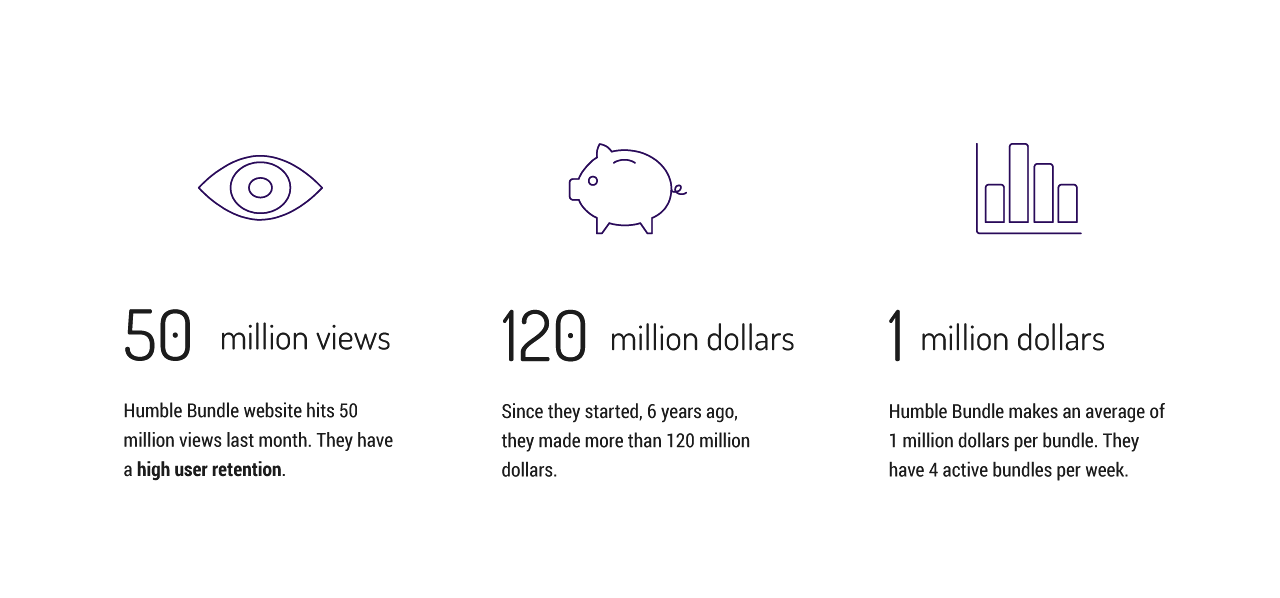 50 million views
Humble Bundle website hits 50
million views last month. They have
a high user retention.
120 million dollars
Since they started, 6 years ago,
they made more than 120 million
dollars.
1 million dollars
Humble Bundle makes an average of
1 million dollars per bundle. They
have 4 active bundles per week.